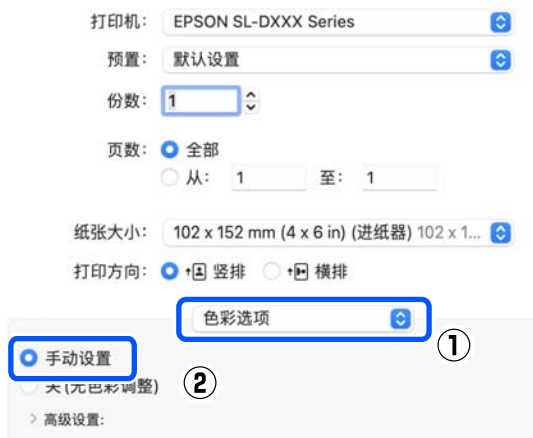 打印机： EPSON SL-DXXX Series
预置： 默认设置
份数： 1
页数： 全部
从： 1 至： 1
纸张大小： 102 x 152 mm (4 x 6 in) (进纸器) 102 x 1...
打印方向： 竖排 横排
色彩选项
①
手动设置
②
关(无色彩调整)
高级设置: